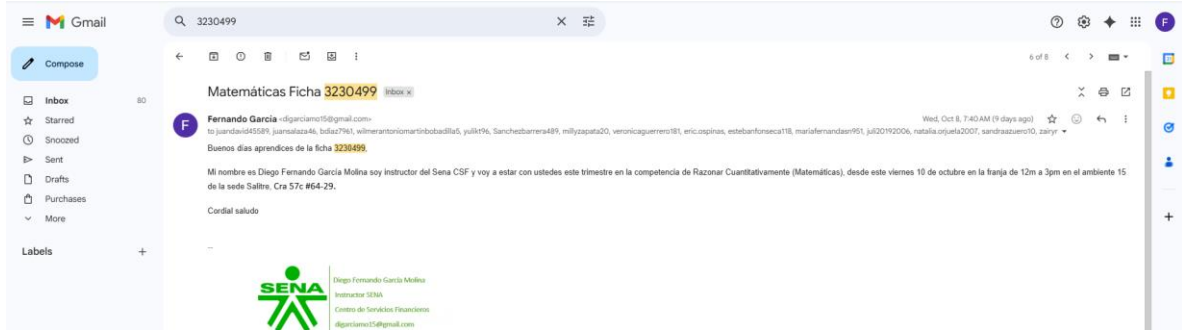 Gmail
3230499
Compose
6 of 8
Inbox 80
Starred
Snoozed
Sent
Drafts
Purchases
More
Labels
Matemáticas Ficha 3230499 Inbox x
Fernando García <digarciamo15@gmail.com> Wed, Oct 8, 7:40 AM (9 days ago)
to juandavid45589, juansalaza46, bdiaz7961, wilmerantoniomartinbobadilla5, yulikt96, Sanchezbarrera489, millyzapata20, veronicaguerrero181, eric.ospinas, estebanfonseca118, mariafernandasn951, juli20192006, natalia.orjuela2007, sandraazuero10, zairyr
Buenos días aprendices de la ficha 3230499,
Mi nombre es Diego Fernando García Molina soy instructor del Sena CSF y voy a estar con ustedes este trimestre en la competencia de Razonar Cuantitativamente (Matemáticas), desde este viernes 10 de octubre en la franja de 12m a 3pm en el ambiente 15
de la sede Salitre. Cra 57c #64-29.
Cordial saludo
--
SENA
Diego Fernando García Molina
Instructor SENA
Centro de Servicios Financieros
digarciamo15@gmail.com
F
F